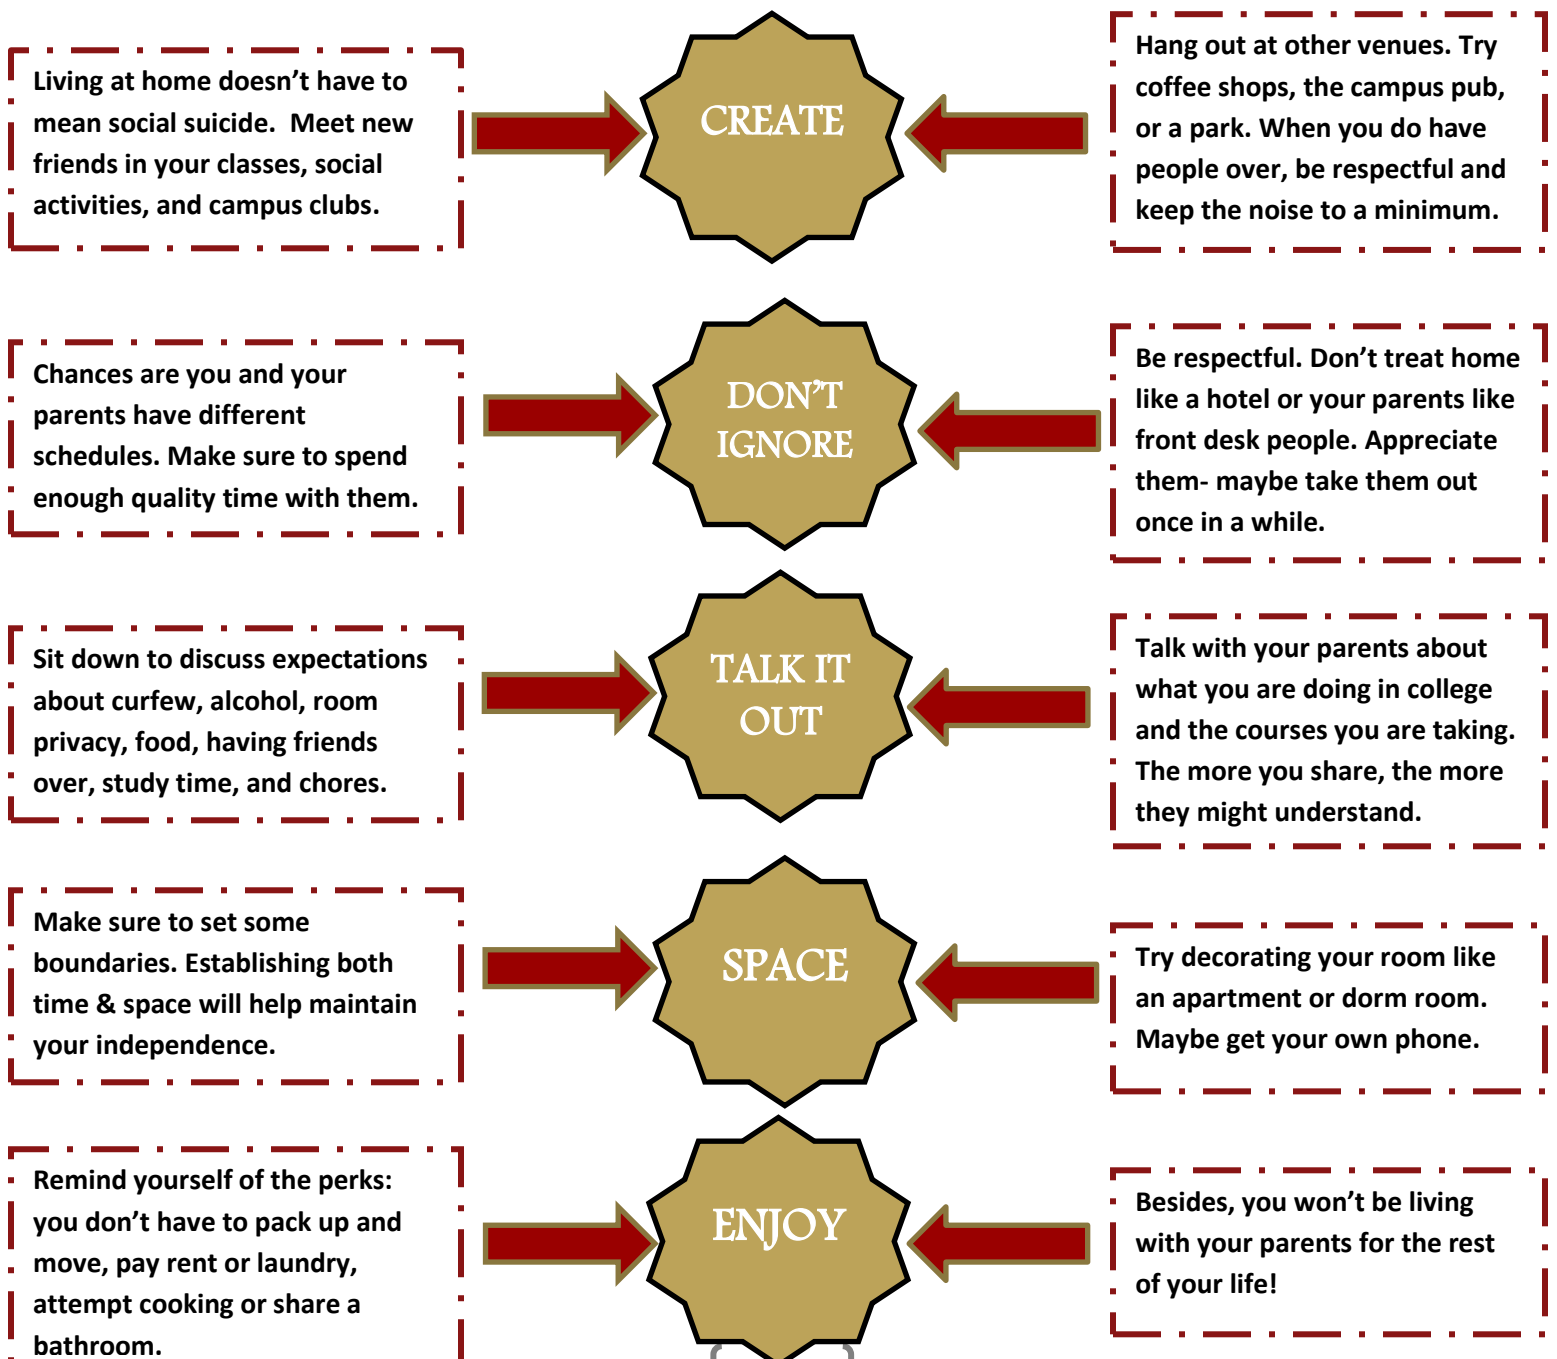 Living at home doesn’t have to
mean social suicide.  Meet new
friends in your classes, social
activities, and campus clubs.
CREATE
Hang out at other venues. Try
coffee shops, the campus pub,
or a park. When you do have
people over, be respectful and
keep the noise to a minimum.
Chances are you and your
parents have different
schedules. Make sure to spend
enough quality time with them.
DON’T
IGNORE
Be respectful. Don’t treat home
like a hotel or your parents like
front desk people. Appreciate
them- maybe take them out
once in a while.
Sit down to discuss expectations
about curfew, alcohol, room
privacy, food, having friends
over, study time, and chores.
TALK IT
OUT
Talk with your parents about
what you are doing in college
and the courses you are taking.
The more you share, the more
they might understand.
Make sure to set some
boundaries. Establishing both
time & space will help maintain
your independence.
SPACE
Try decorating your room like
an apartment or dorm room.
Maybe get your own phone.
Remind yourself of the perks:
you don’t have to pack up and
move, pay rent or laundry,
attempt cooking or share a
bathroom.
ENJOY
Besides, you won’t be living
with your parents for the rest
of your life!